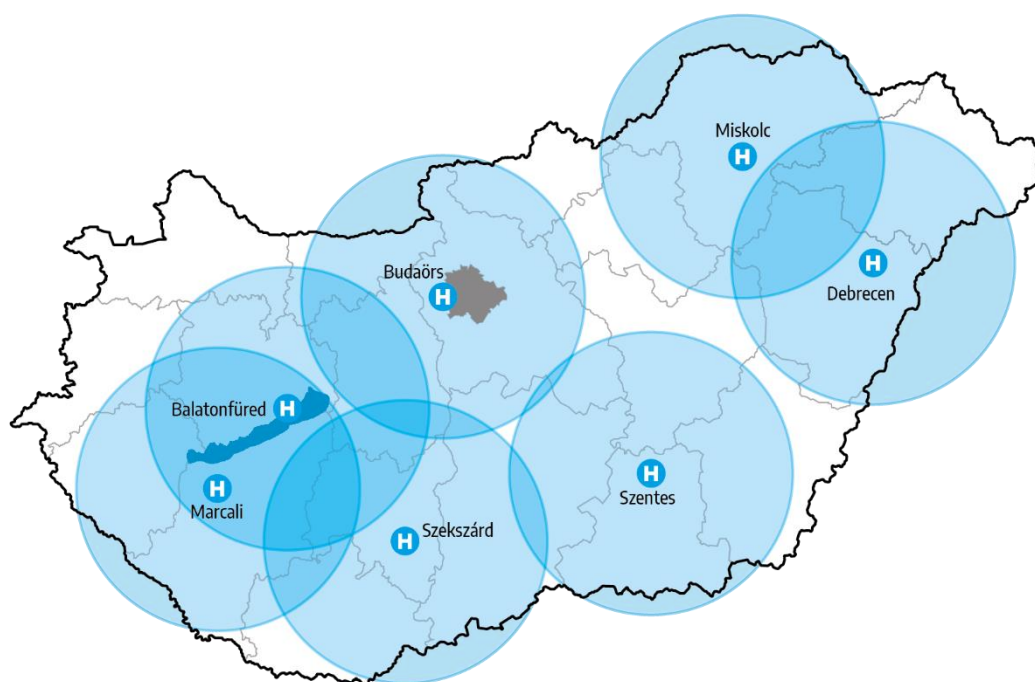 Miskolc
H
Budaörs
H
H
Debrecen
Balatonfüred
H
H
Szentes
H
Marcali
H
Szekszárd